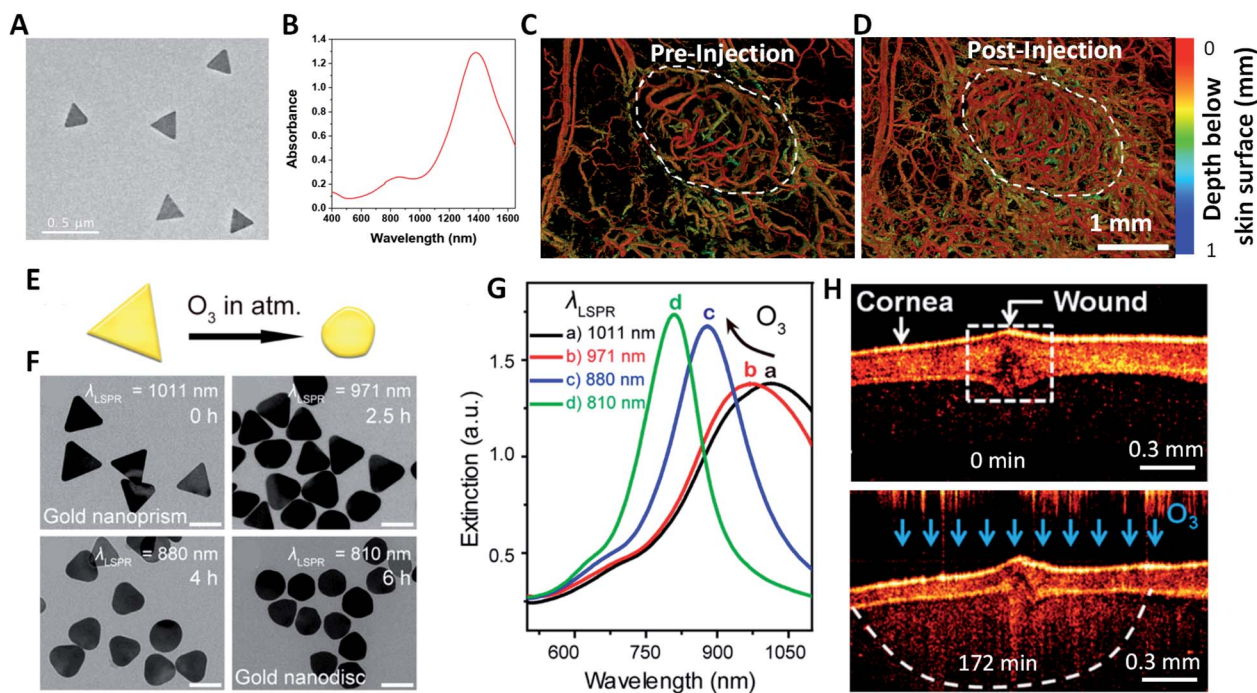 A
0.5 μm
B
Absorbance
1.4
1.2
1.0
0.8
0.6
0.4
0.2
0.0
400 600 800 1000 1200 1400 1600
Wavelength (nm)
C
Pre-Injection
D
Post-Injection
1 mm
0
Depth below
skin surface (mm)
1
E
O3 in atm.
F
λLSPR = 1011 nm
0 h
Gold nanoprism
λLSPR = 971 nm
2.5 h
λLSPR = 880 nm
4 h
λLSPR = 810 nm
6 h
Gold nanodisc
G
λLSPR
a) 1011 nm
b) 971 nm
c) 880 nm
d) 810 nm
d
c
O3
b
a
Extinction (a.u.)
1.5
1.0
0.5
600 750 900 1050
Wavelength (nm)
H
Cornea
Wound
0 min
0.3 mm
O3
172 min
0.3 mm